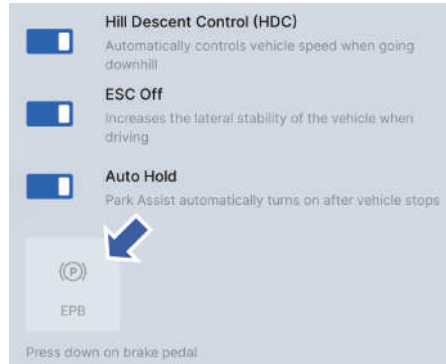 Hill Descent Control (HDC)
Automatically controls vehicle speed when going
downhill
ESC Off
Increases the lateral stability of the vehicle when
driving
Auto Hold
Park Assist automatically turns on after vehicle stops
(P)
EPB
Press down on brake pedal